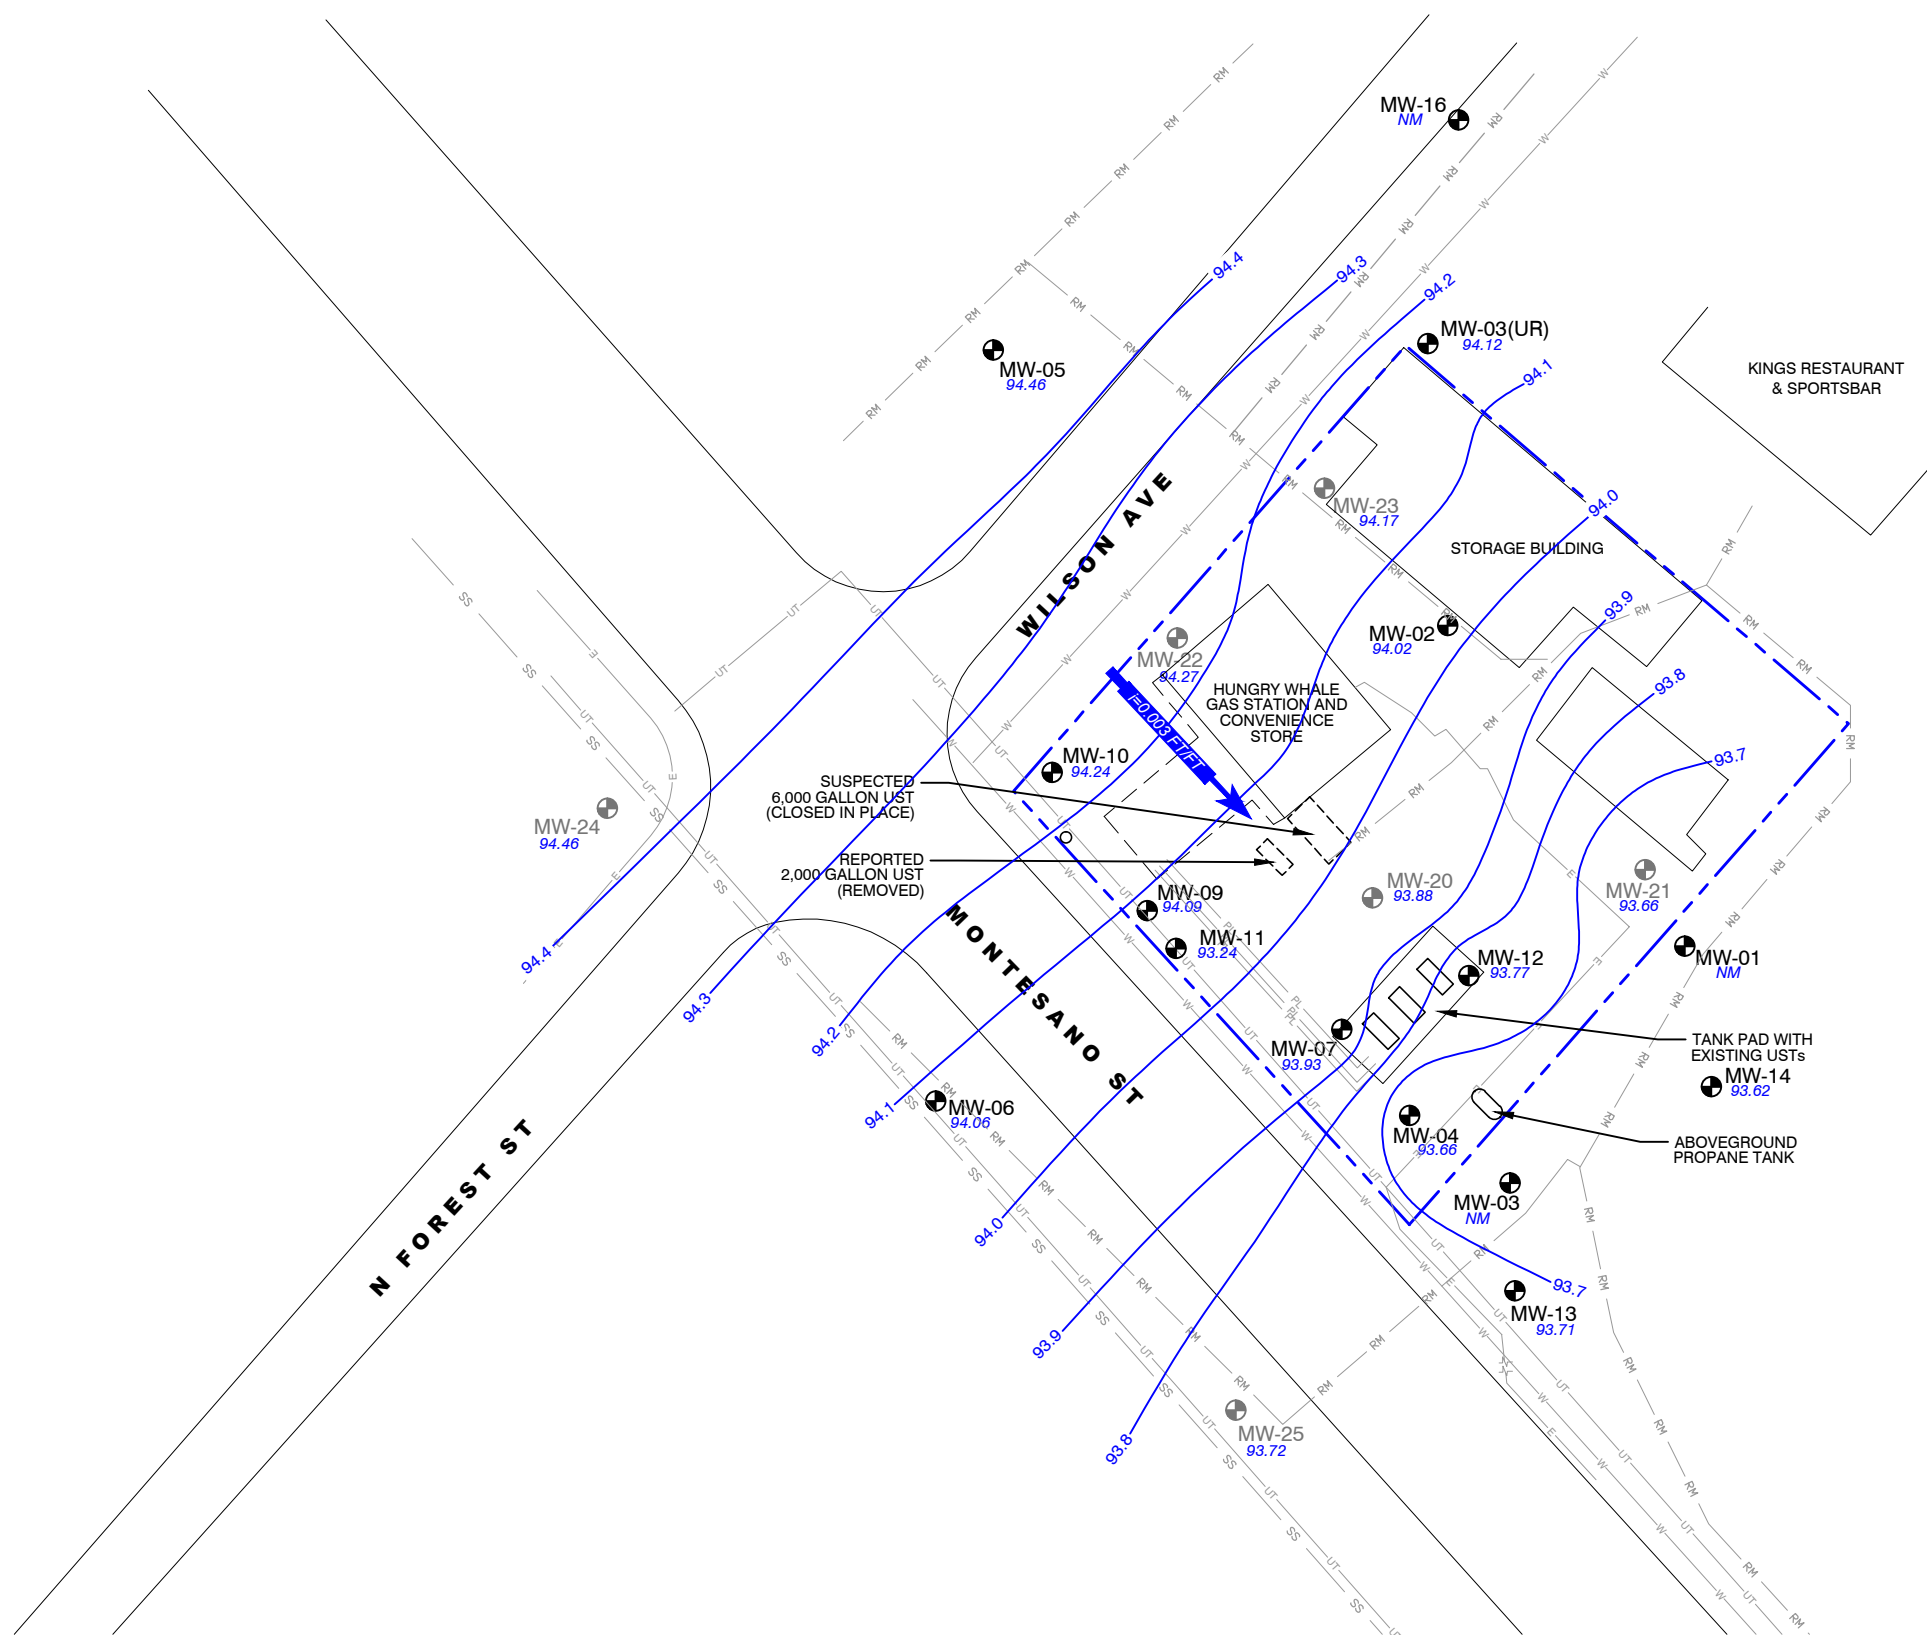 MW-16
NM
94.4
94.3
94.2
MW-03(UR)
94.12
MW-05
94.46
94.1
KINGS RESTAURANT
& SPORTSBAR
WILSON AVE
MW-23
94.17
94.0
STORAGE BUILDING
93.9
MW-02
94.02
MW-22
94.27
93.8
HUNGRY WHALE
GAS STATION AND
CONVENIENCE
STORE
i=0.003 FT/FT
93.7
MW-10
94.24
SUSPECTED
6,000 GALLON UST
(CLOSED IN PLACE)
MW-24
94.46
REPORTED
2,000 GALLON UST
(REMOVED)
MW-09
94.09
MW-20
93.88
MW-21
93.66
MW-11
93.24
MW-12
93.77
MW-01
NM
94.4
94.3
94.2
MONTESANO ST
MW-07
93.93
TANK PAD WITH
EXISTING USTs
MW-14
93.62
94.1
MW-06
94.06
MW-04
93.66
ABOVEGROUND
PROPANE TANK
N FOREST ST
MW-03
NM
94.0
93.7
MW-13
93.71
93.9
93.8
MW-25
93.72
RM
W
UT
SS
E
PL